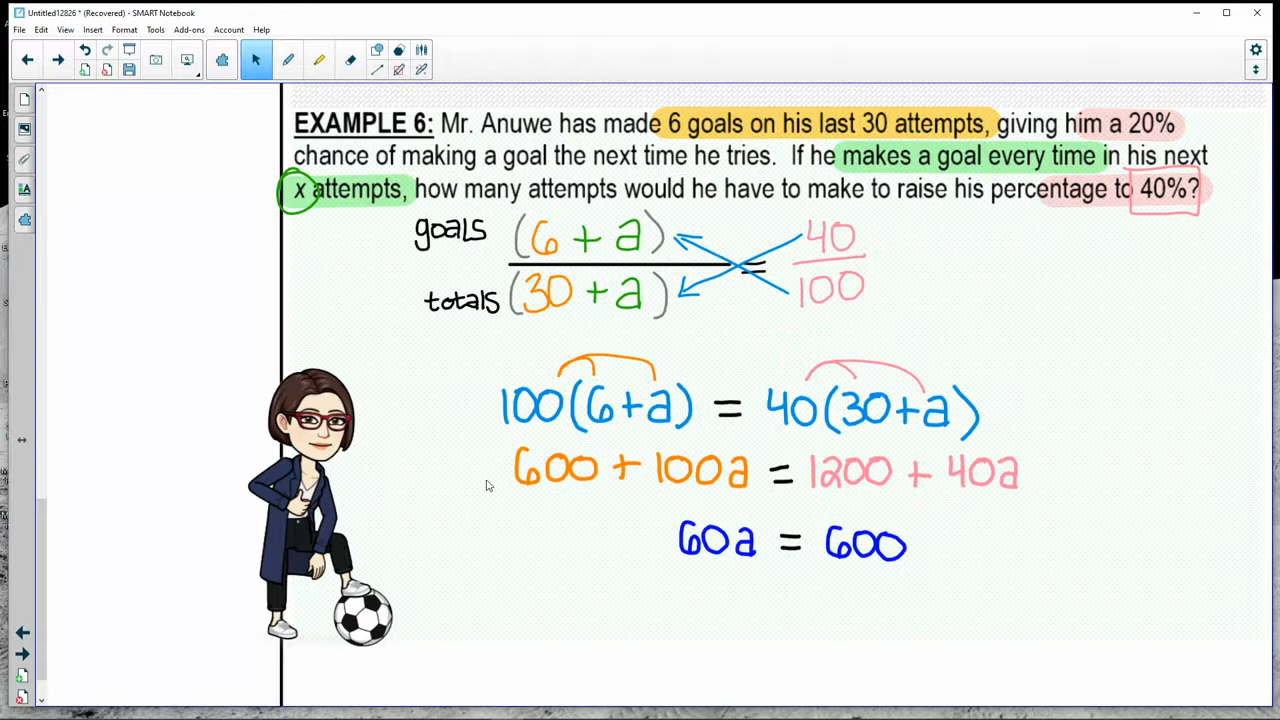 Untitled12826 * (Recovered) - SMART Notebook
File Edit View Insert Format Tools Add-ons Help
EXAMPLE 6: Mr. Anuwe has made 6 goals on his last 30 attempts, giving him a 20%
chance of making a goal the next time he tries. If he makes a goal every time in his next
x attempts, how many attempts would he have to make to raise his percentage to 40%?
goals (6 + a) = 40
totals (30 + a) 100
100(6+a) = 40(30+a)
600 + 100a = 1200 + 40a
60a = 600